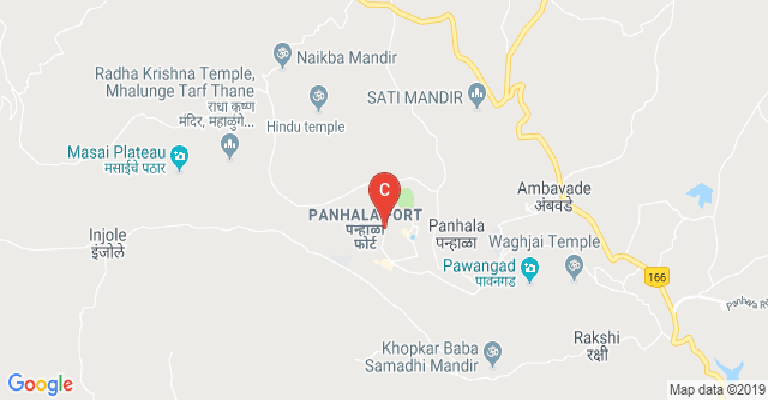 Naikba Mandir
Radha Krishna Temple,
Mhalunge Tarf Thane
राधा कृष्ण
मंदिर, महाळुंगे...
Hindu temple
SATI MANDIR
Masai Plateau
मसाईचे पठार
C
Ambavade
अंबवडे
PANHALA FORT
पन्हाळा
फोर्ट
Panhala
पन्हाळा
Injole
इंजोले
Waghjai Temple
Pawangad
पावनगड
166
Rakshi
रक्षी
Khopkar Baba
Samadhi Mandir
Google
Map data ©2019